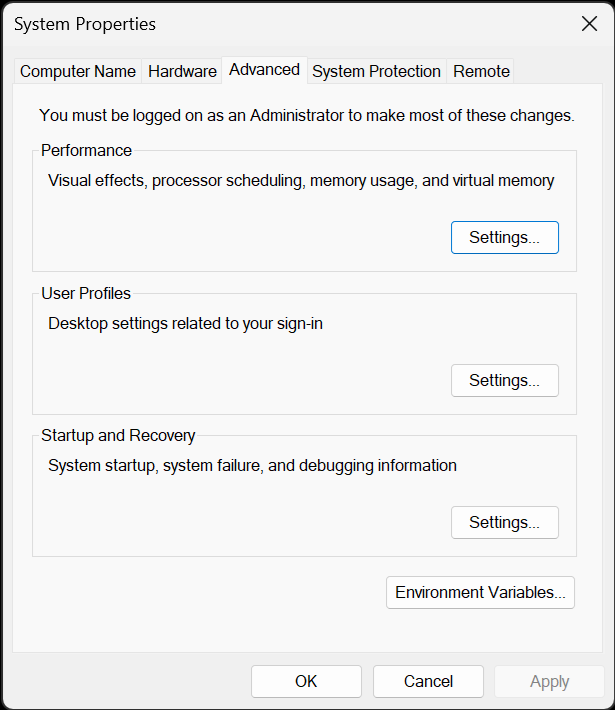 System Properties
Computer Name Hardware Advanced System Protection Remote
You must be logged on as an Administrator to make most of these changes.
Performance
Visual effects, processor scheduling, memory usage, and virtual memory
Settings...
User Profiles
Desktop settings related to your sign-in
Settings...
Startup and Recovery
System startup, system failure, and debugging information
Settings...
Environment Variables...
OK Cancel Apply